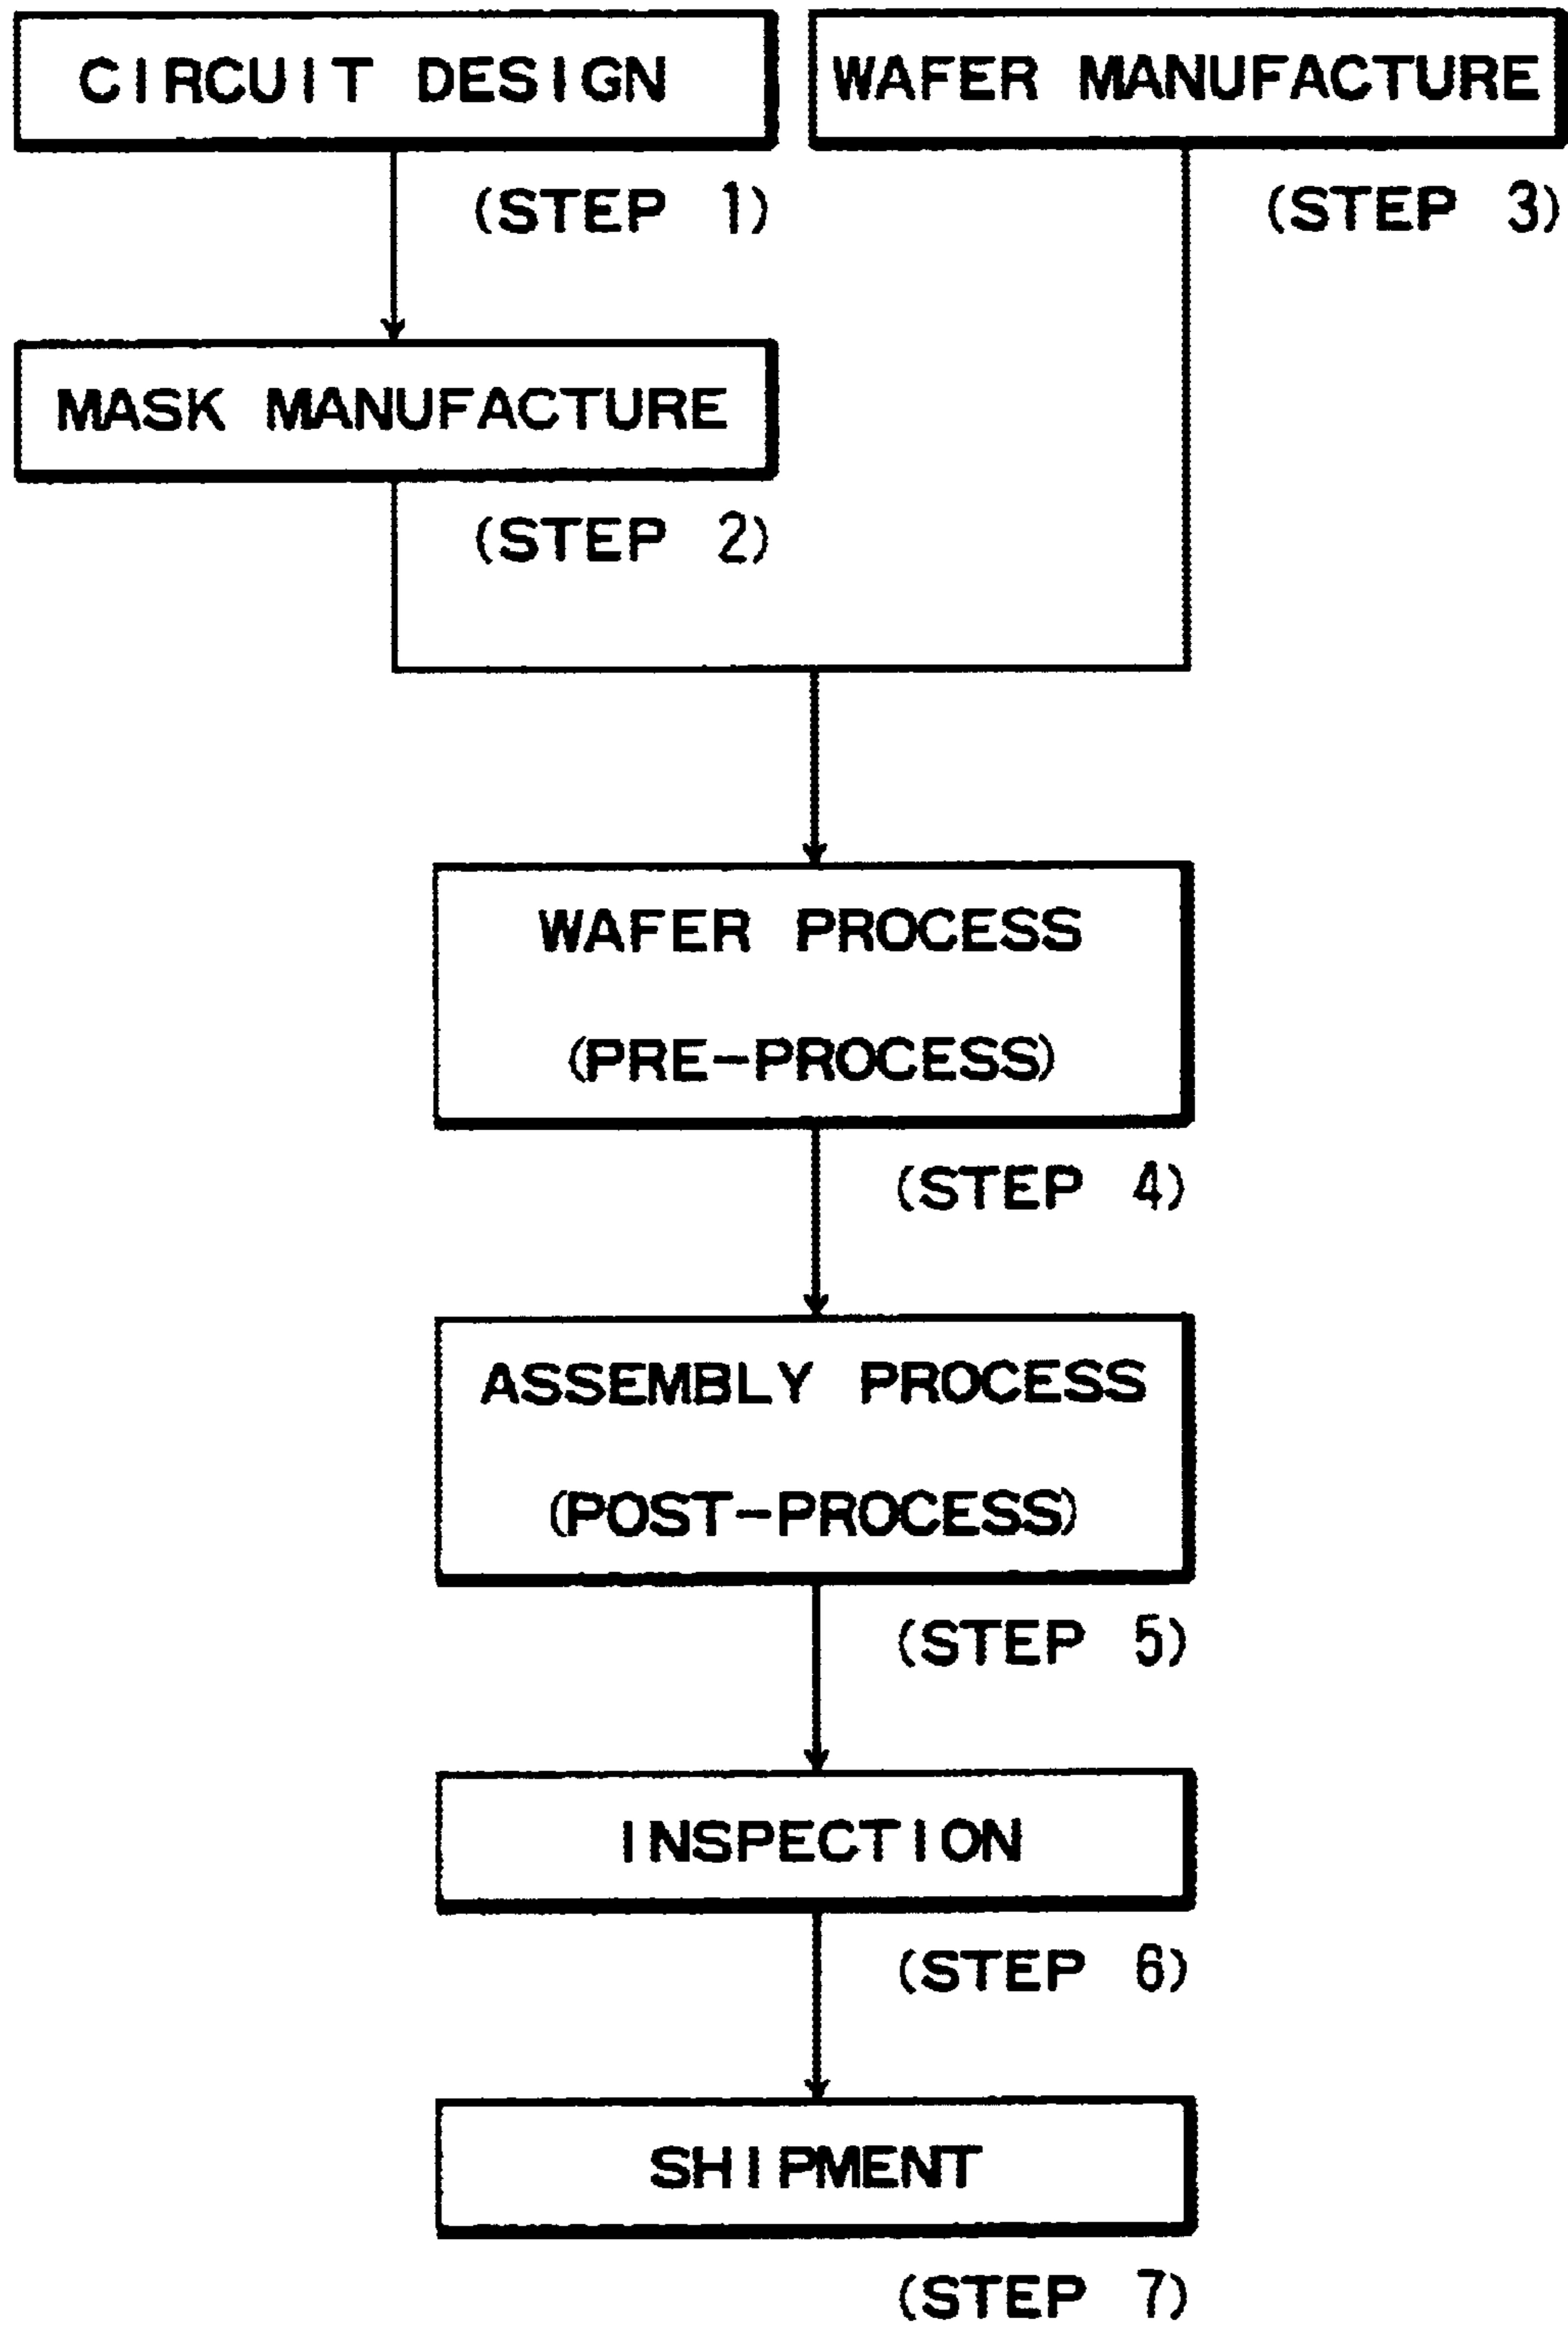 CIRCUIT DESIGN
(STEP 1)
WAFER MANUFACTURE
(STEP 3)
MASK MANUFACTURE
(STEP 2)
WAFER PROCESS
(PRE-PROCESS)
(STEP 4)
ASSEMBLY PROCESS
(POST-PROCESS)
(STEP 5)
INSPECTION
(STEP 6)
SHIPMENT
(STEP 7)